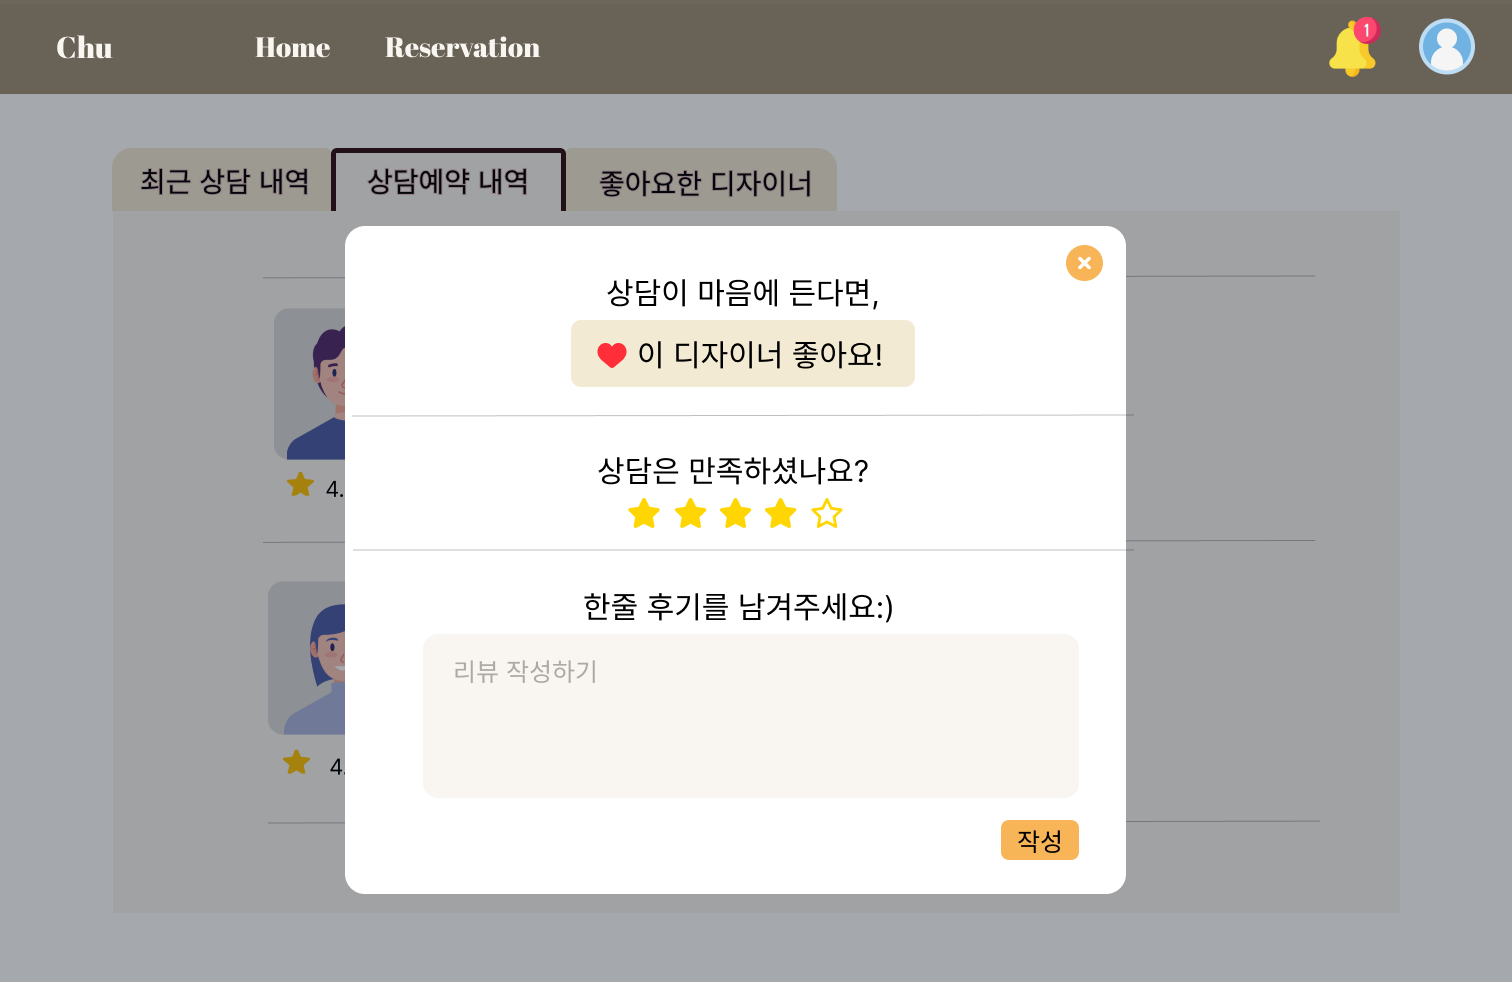 Chu
Home
Reservation
1
최근 상담 내역
상담예약 내역
좋아요한 디자이너
상담이 마음에 든다면,
이 디자이너 좋아요!
4.
상담은 만족하셨나요?
한줄 후기를 남겨주세요:)
리뷰 작성하기
4.
작성